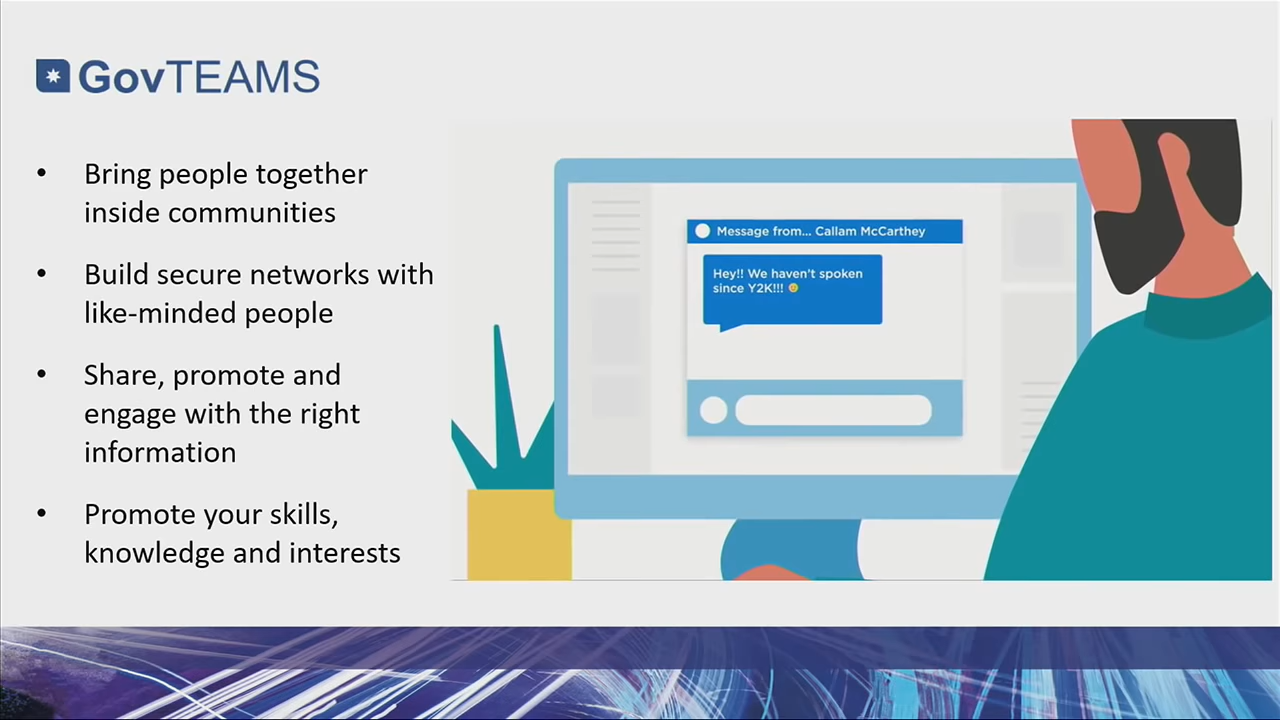 GovTEAMS
• Bring people together
inside communities
• Build secure networks with
like-minded people
• Share, promote and
engage with the right
information
• Promote your skills,
knowledge and interests
Message from... Callam McCarthey
Hey!! We haven't spoken
since Y2K!!! 🙂